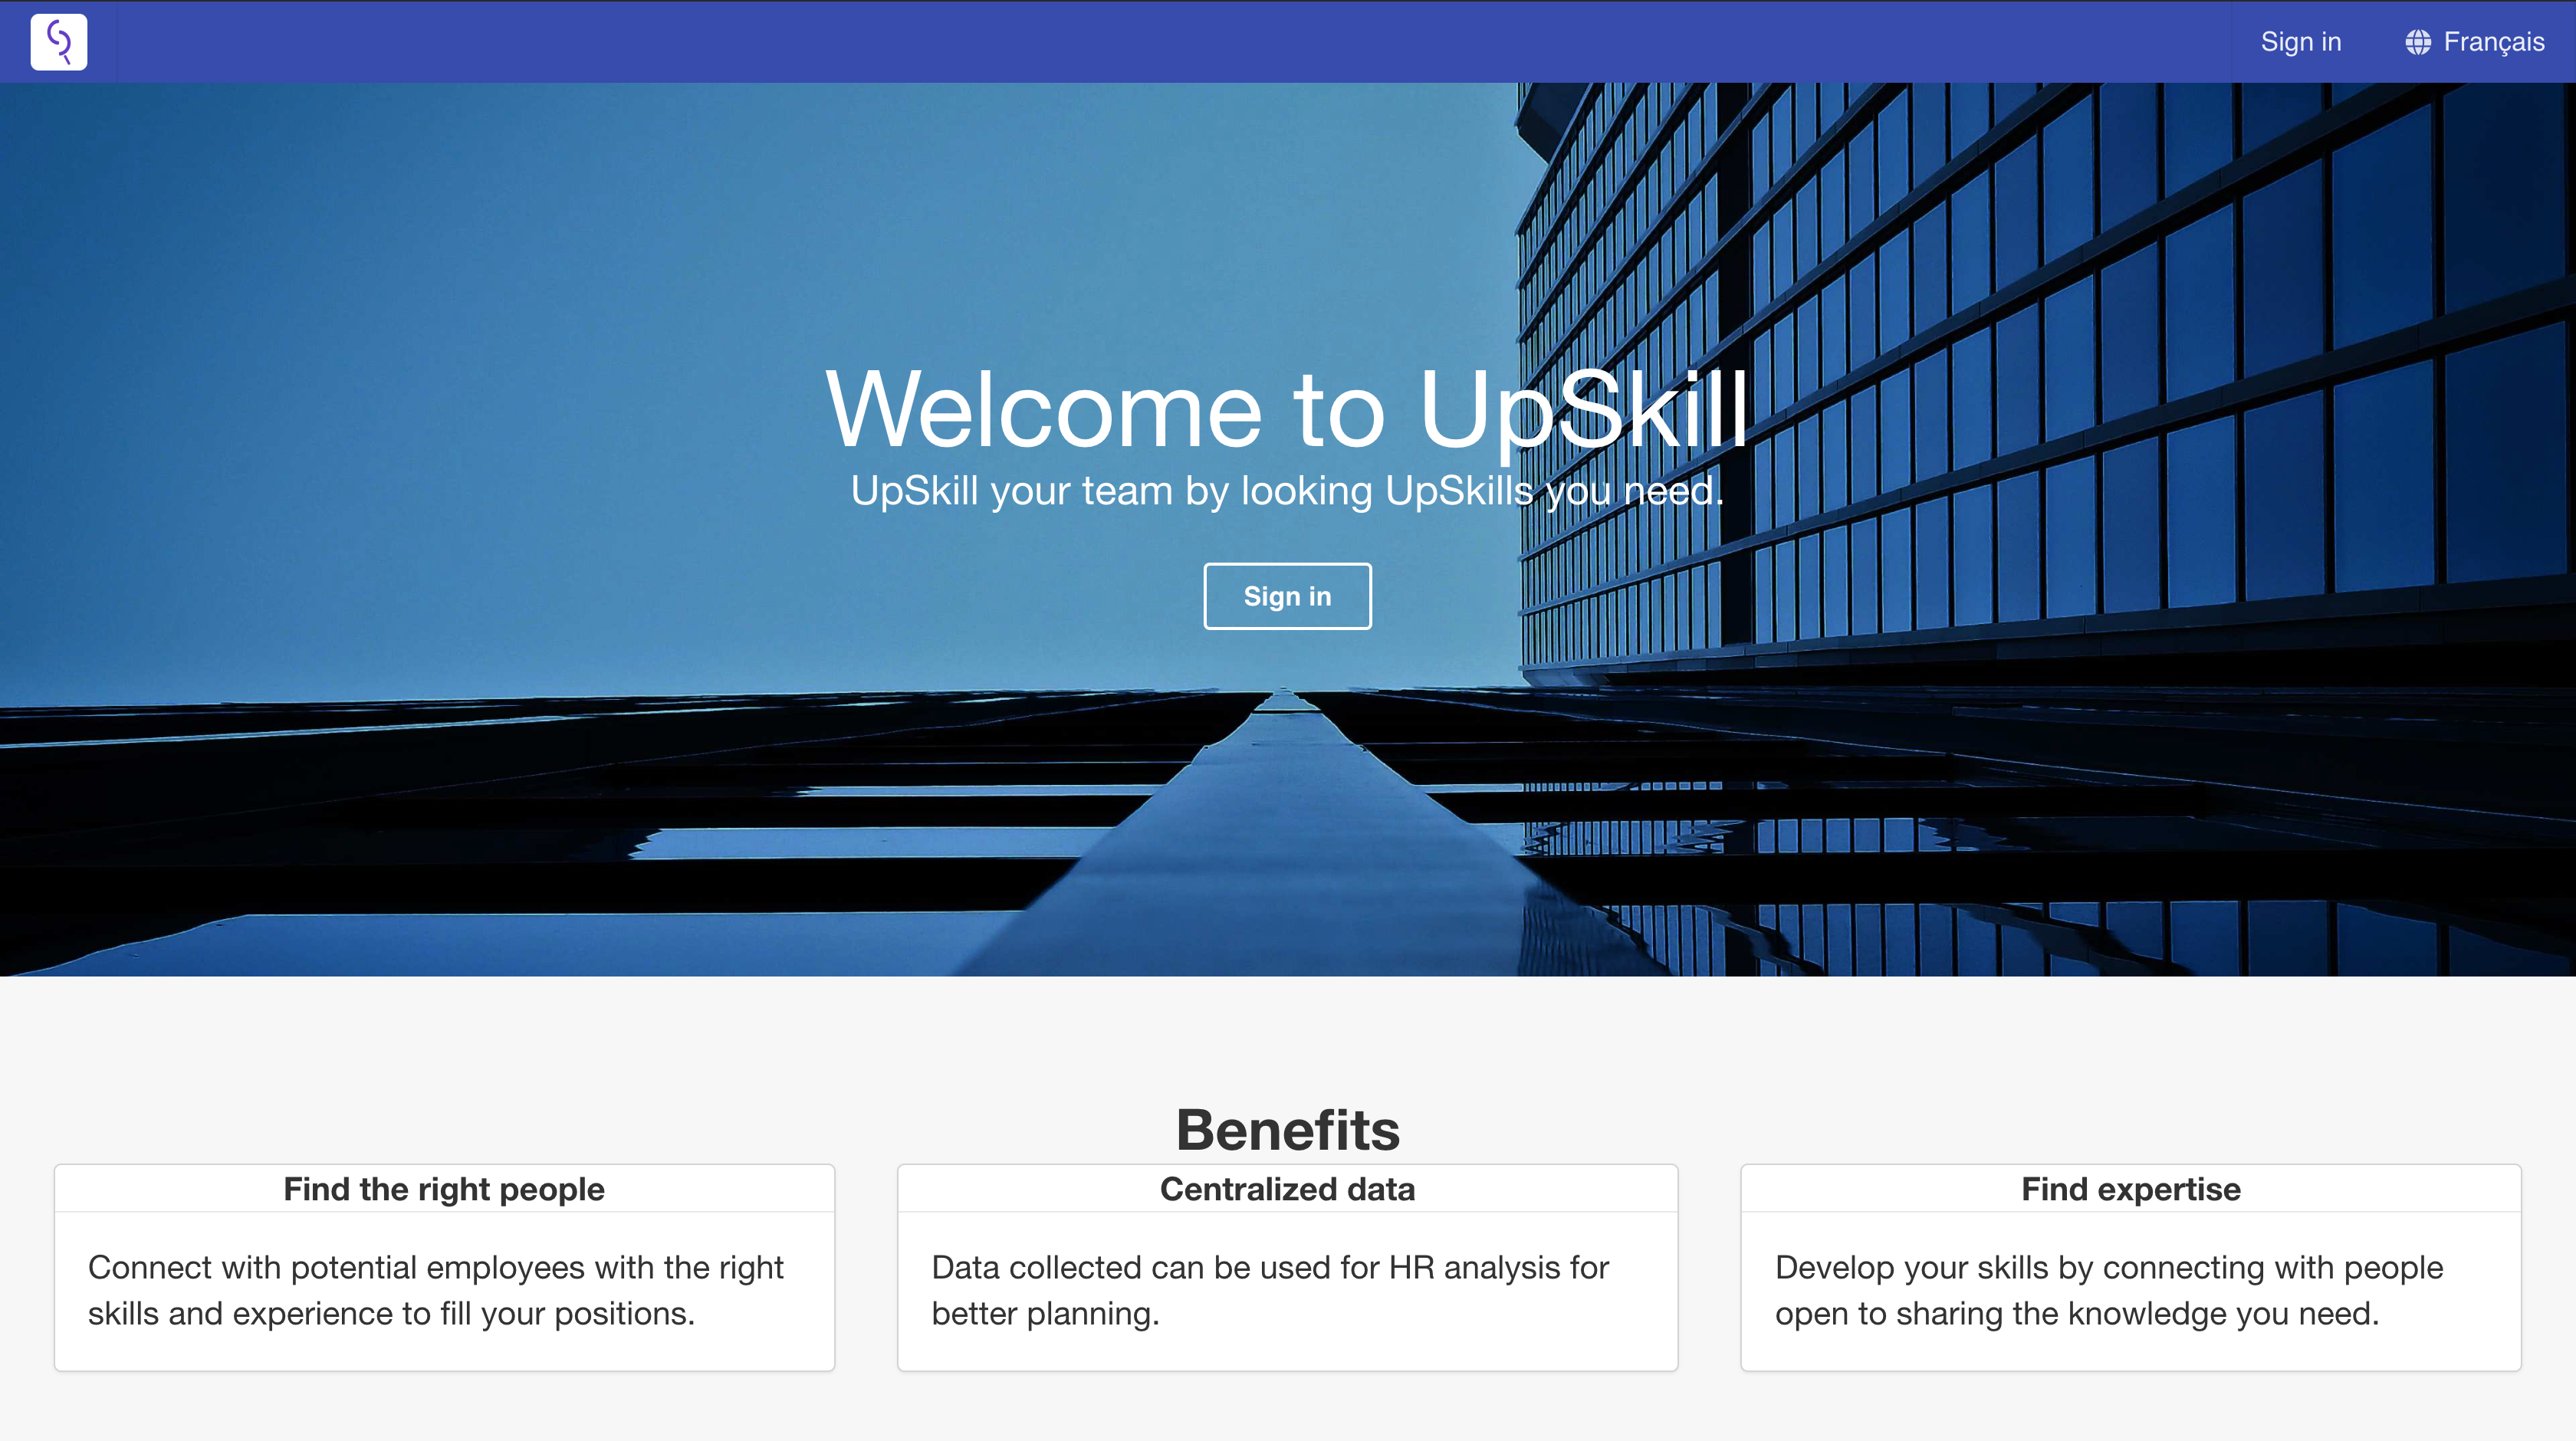 Sign in
Français
Welcome to UpSkill
UpSkill your team by looking UpSkills you need.
Sign in
Benefits
Find the right people
Connect with potential employees with the right
skills and experience to fill your positions.
Centralized data
Data collected can be used for HR analysis for
better planning.
Find expertise
Develop your skills by connecting with people
open to sharing the knowledge you need.